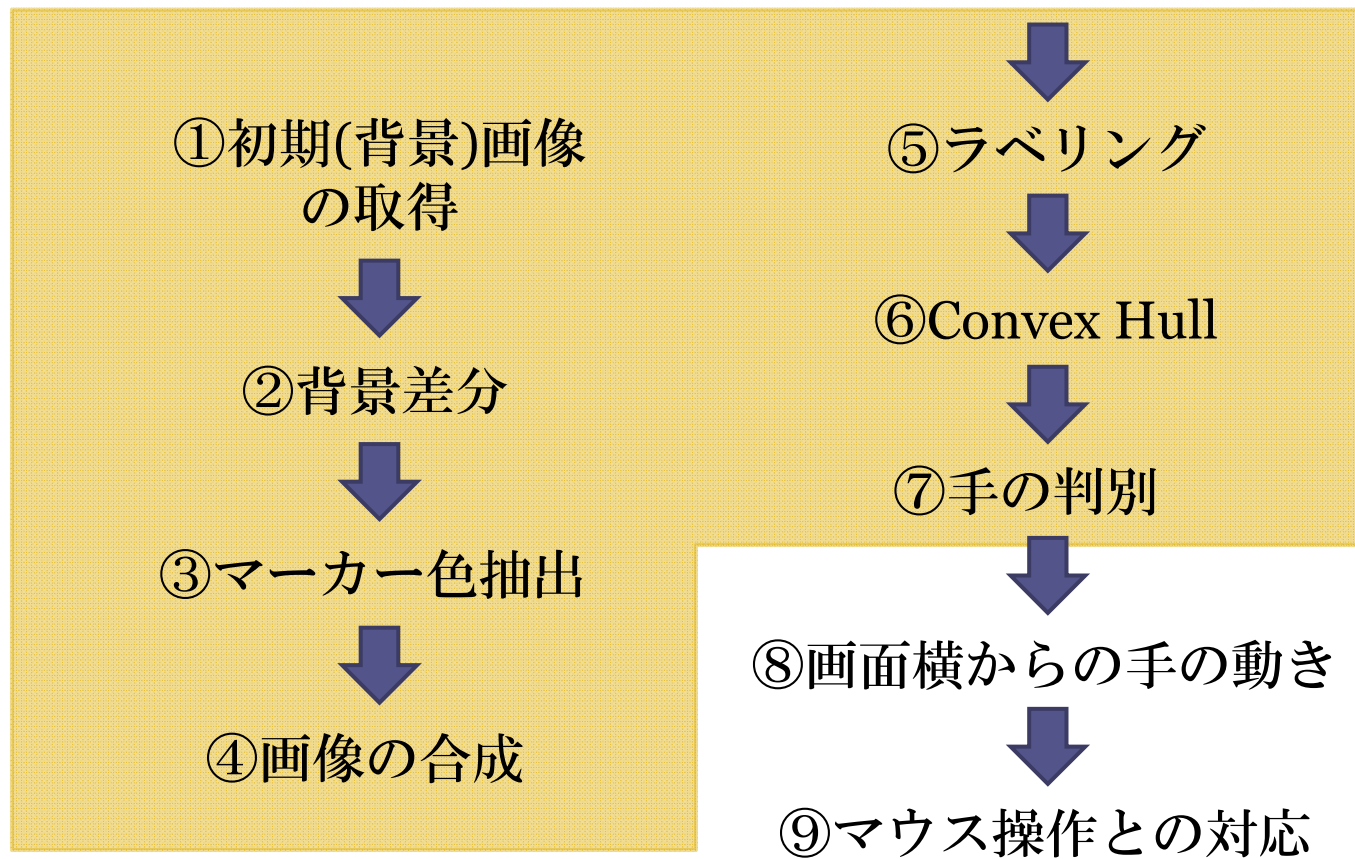 ①初期(背景)画像
の取得
②背景差分
③マーカー色抽出
④画像の合成
⑤ラベリング
⑥Convex Hull
⑦手の判別
⑧画面横からの手の動き
⑨マウス操作との対応